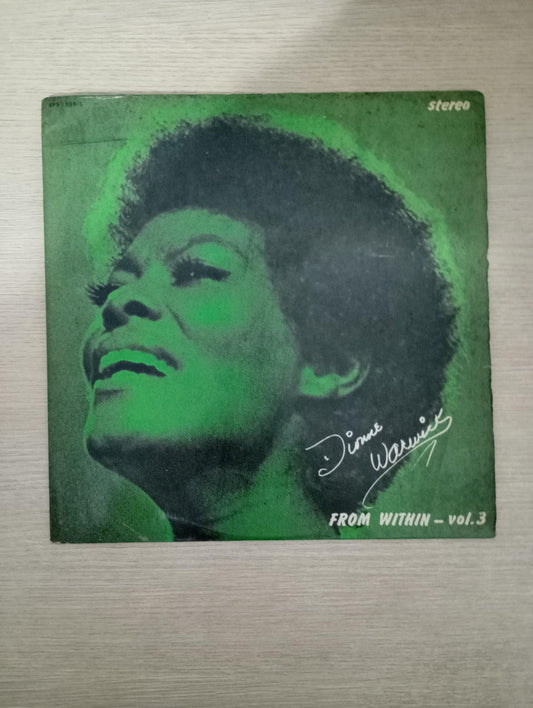 stereo
Dionne
Warwick
FROM WITHIN – vol. 3